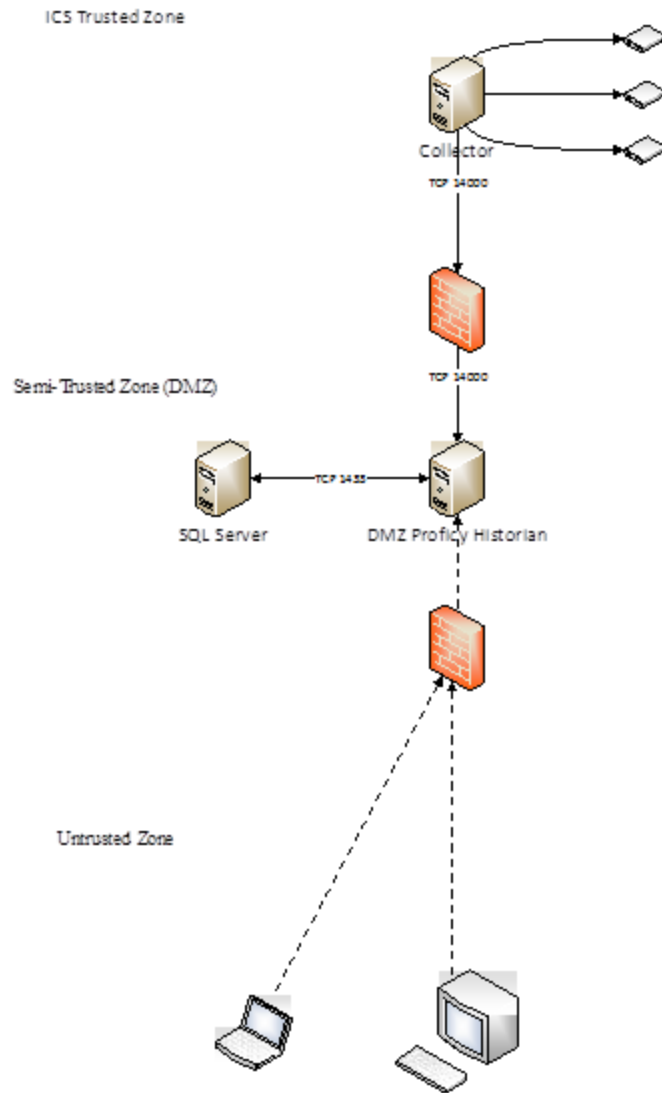 ICS Trusted Zone
Collector
TCP 14000
TCP 14000
Semi-Trusted Zone (DMZ)
TCP 1433
SQL Server
DMZ Proficy Historian
Untrusted Zone